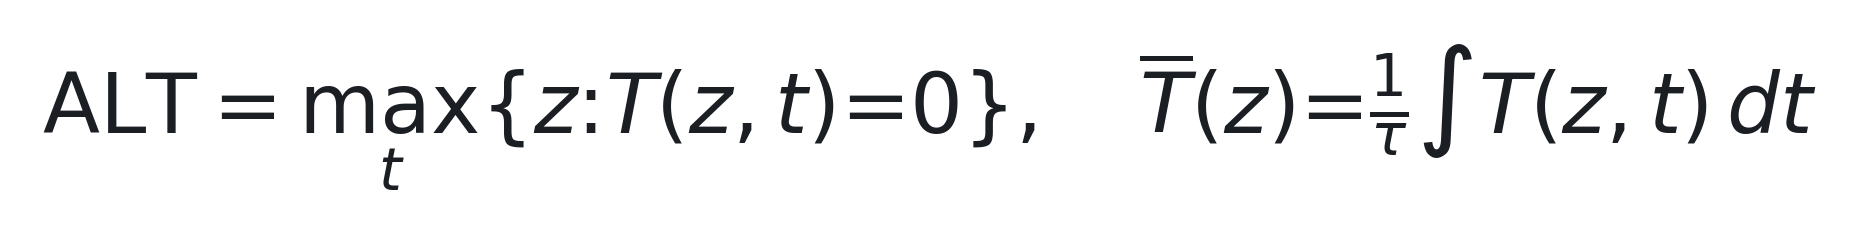 ALT = max_t {z:T(z, t)=0},   T̅(z)=1/τ ∫T(z, t) dt